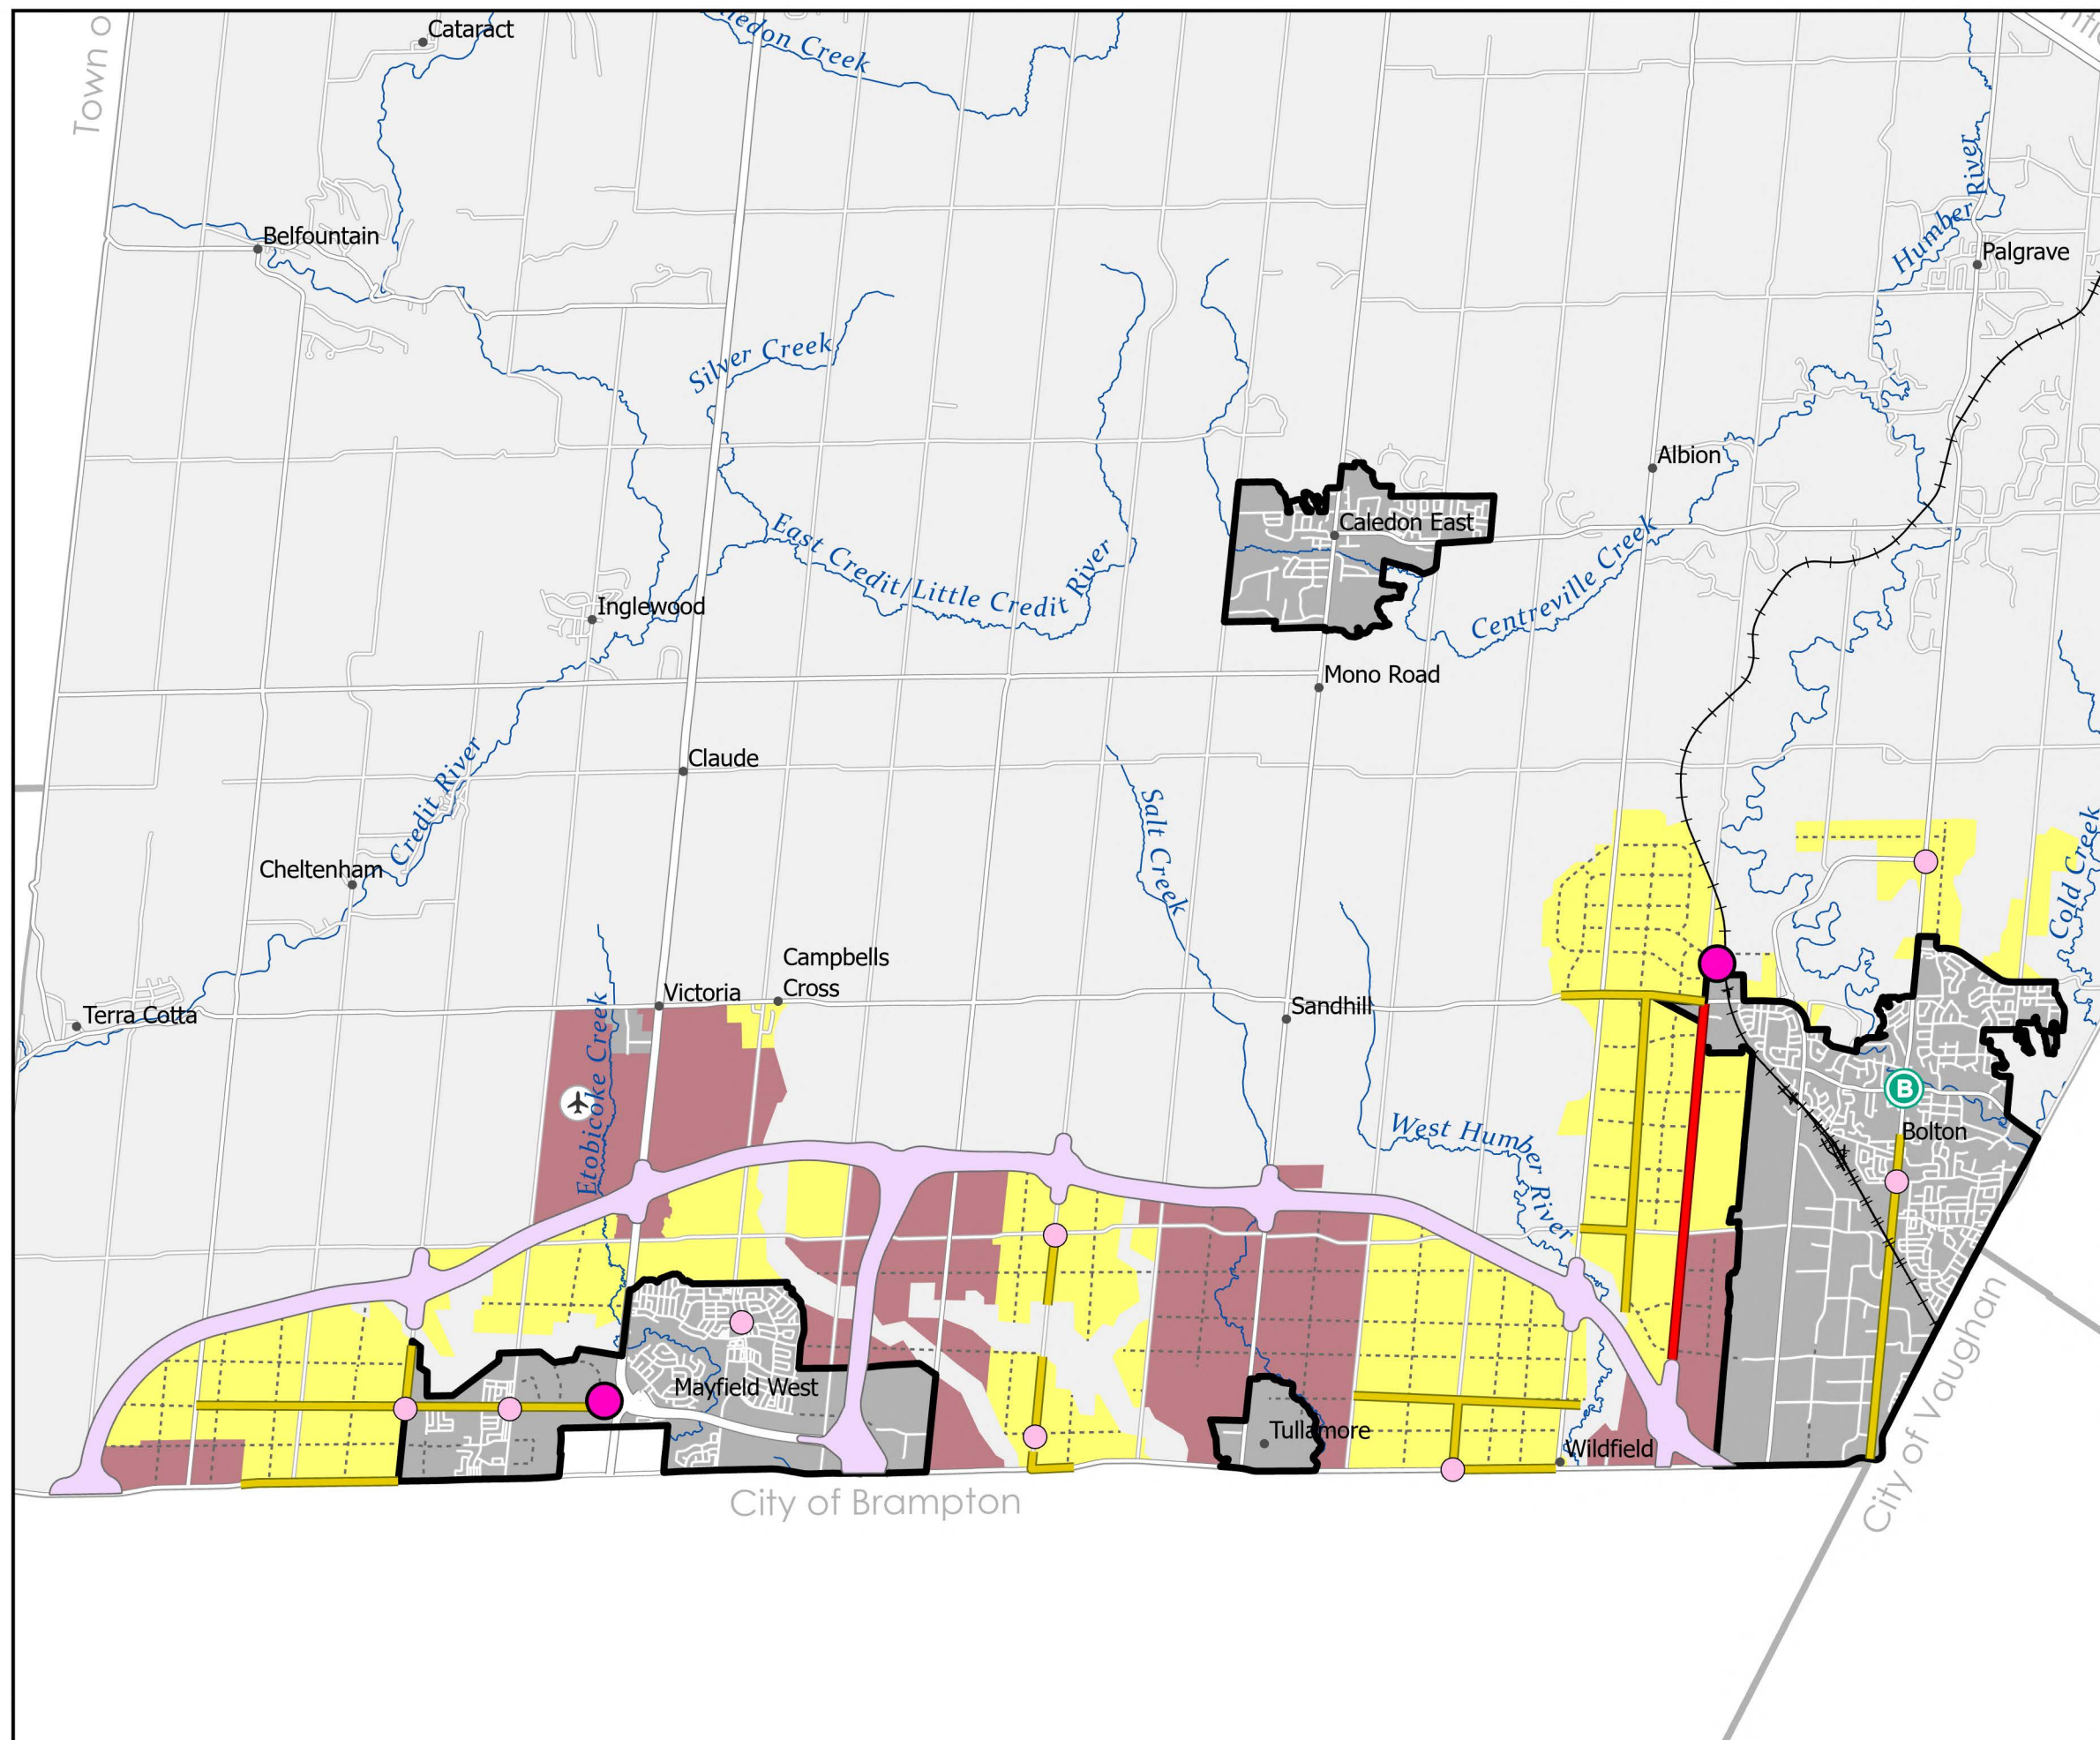 Cataract
Town o
edon Creek
Humber River
Belfountain
Palgrave
Silver Creek
Albion
Caledon East
East Credit/Little Credit River
Centreville Creek
Inglewood
Mono Road
Claude
Credit River
Salt Creek
Cheltenham
Cold Creek
Campbells
Cross
Victoria
Sandhill
Terra Cotta
Etobicoke Creek
B
West Humber River
Bolton
Mayfield West
Tullamore
Wildfield
City of Brampton
City of Vaughan